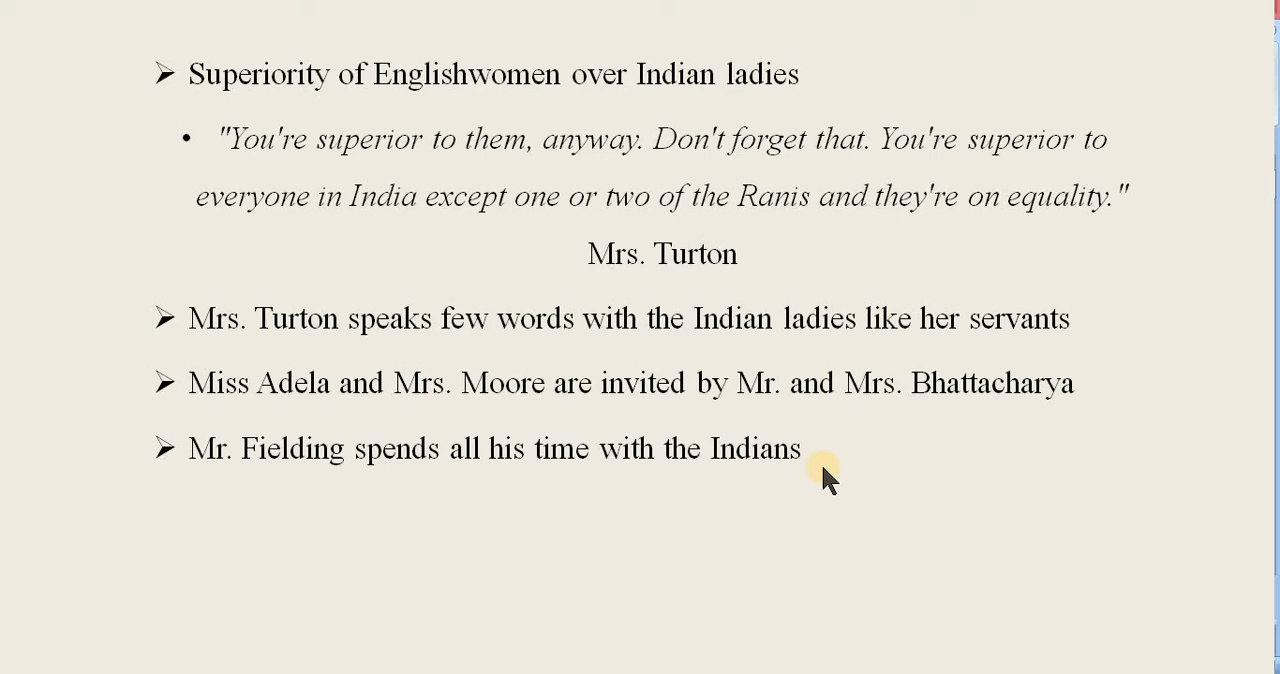 ➢ Superiority of Englishwomen over Indian ladies
• "You're superior to them, anyway. Don't forget that. You're superior to
everyone in India except one or two of the Ranis and they're on equality."
Mrs. Turton
➢ Mrs. Turton speaks few words with the Indian ladies like her servants
➢ Miss Adela and Mrs. Moore are invited by Mr. and Mrs. Bhattacharya
➢ Mr. Fielding spends all his time with the Indians